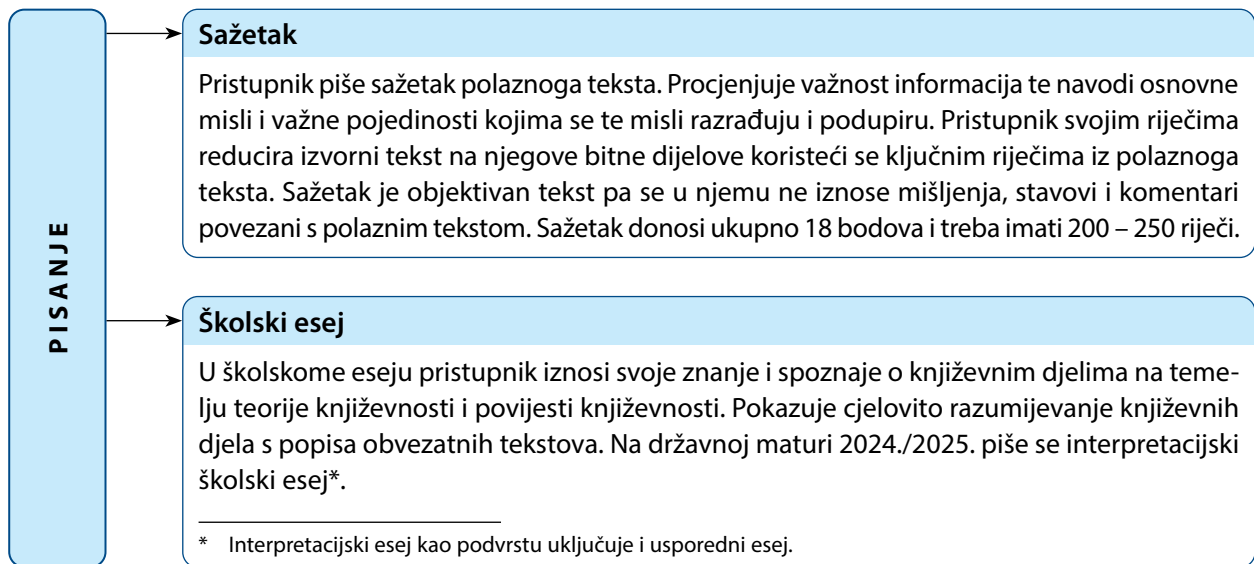 PISANJE
Sažetak
Pristupnik piše sažetak polaznoga teksta. Procjenjuje važnost informacija te navodi osnovne
misli i važne pojedinosti kojima se te misli razrađuju i podupiru. Pristupnik svojim riječima
reducira izvorni tekst na njegove bitne dijelove koristeći se ključnim riječima iz polaznoga
teksta. Sažetak je objektivan tekst pa se u njemu ne iznose mišljenja, stavovi i komentari
povezani s polaznim tekstom. Sažetak donosi ukupno 18 bodova i treba imati 200 – 250 riječi.
Školski esej
U školskome eseju pristupnik iznosi svoje znanje i spoznaje o književnim djelima na teme-
lju teorije književnosti i povijesti književnosti. Pokazuje cjelovito razumijevanje književnih
djela s popisa obvezatnih tekstova. Na državnoj maturi 2024./2025. piše se interpretacijski
školski esej*.
* Interpretacijski esej kao podvrstu uključuje i usporedni esej.